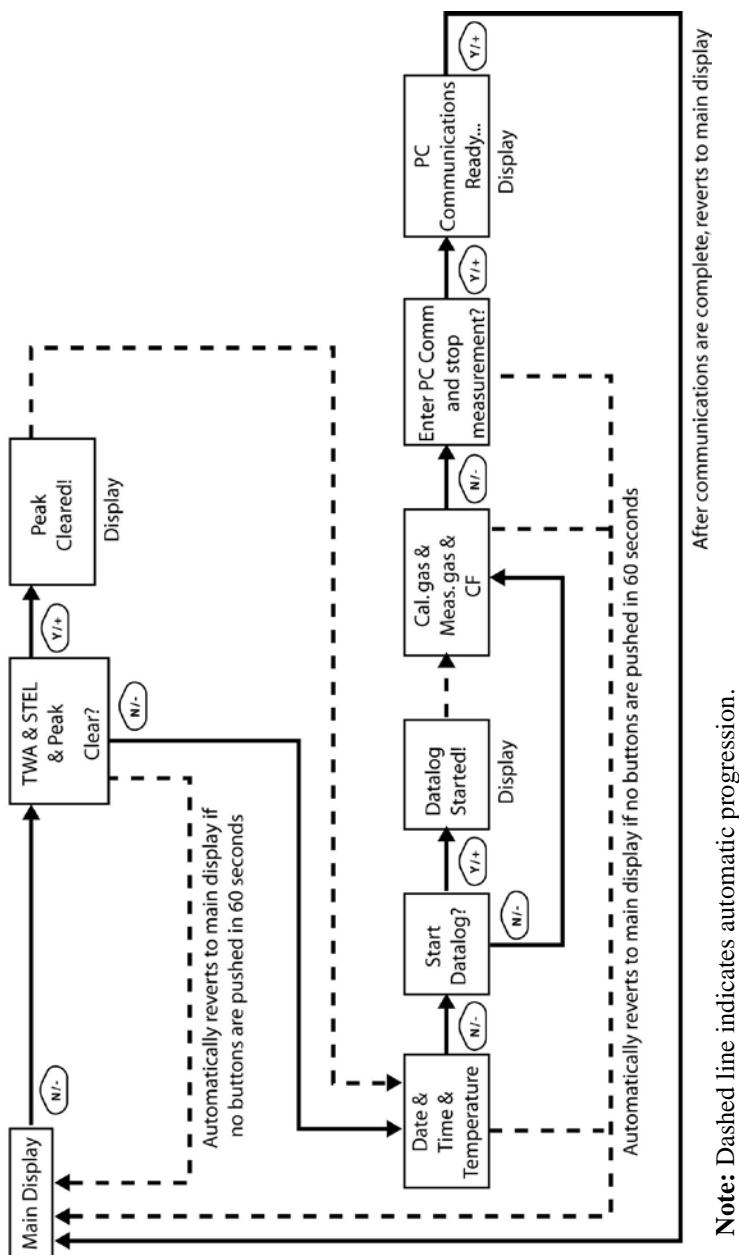 Main Display
N/-
TWA & STEL
& Peak
Clear?
Y/+
Peak
Cleared!
Display
N/-
Automatically reverts to main display if
no buttons are pushed in 60 seconds
Date &
Time &
Temperature
N/-
Start
Datalog?
Y/+
N/-
Datalog
Started!
Display
Cal. gas &
Meas. gas &
CF
N/-
Enter PC Comm
and stop
measurement?
Y/+
PC
Communications
Ready...
Display
Y/+
Automatically reverts to main display if no buttons are pushed in 60 seconds
After communications are complete, reverts to main display
Note: Dashed line indicates automatic progression.